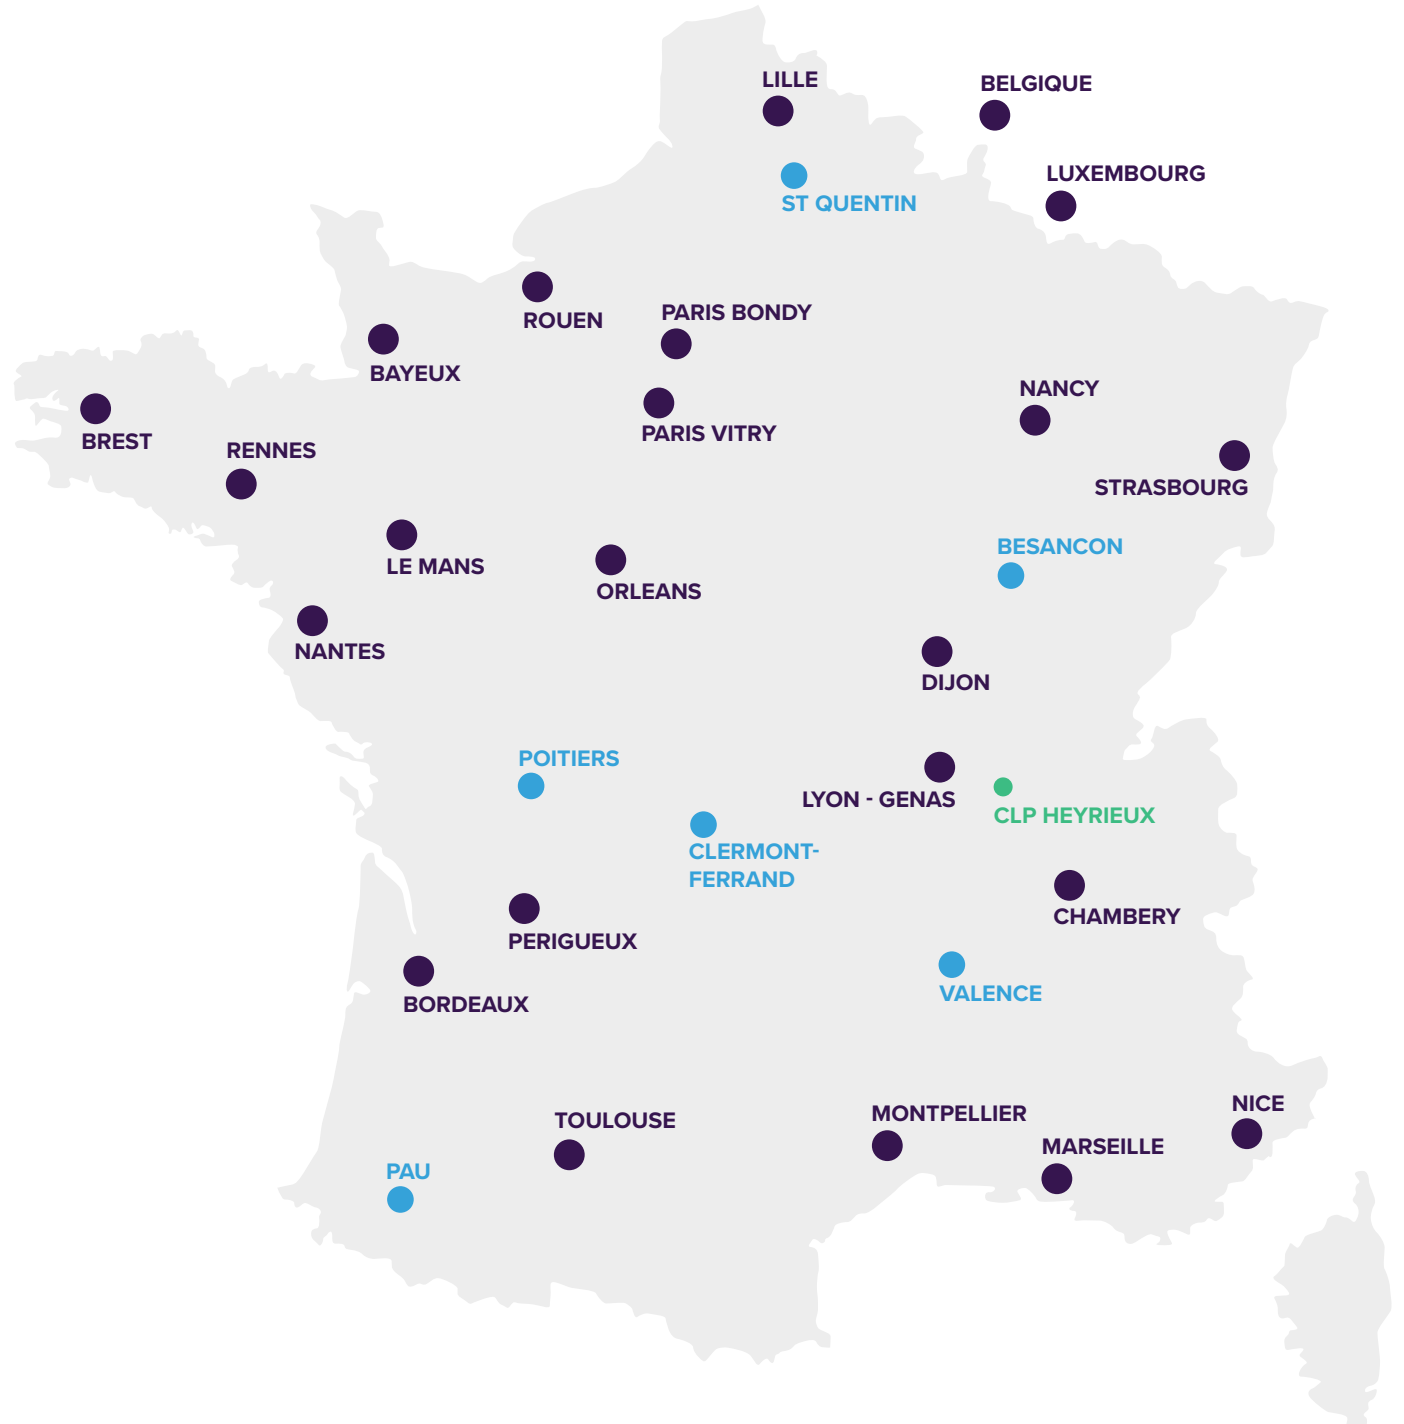 LILLE
BELGIQUE
LUXEMBOURG
ST QUENTIN
ROUEN
PARIS BONDY
BAYEUX
NANCY
PARIS VITRY
BREST
RENNES
STRASBOURG
BESANCON
LE MANS
ORLEANS
NANTES
DIJON
POITIERS
LYON - GENAS
CLP HEYRIEUX
CLERMONT-
FERRAND
CHAMBERY
PERIGUEUX
VALENCE
BORDEAUX
NICE
MONTPELLIER
TOULOUSE
MARSEILLE
PAU